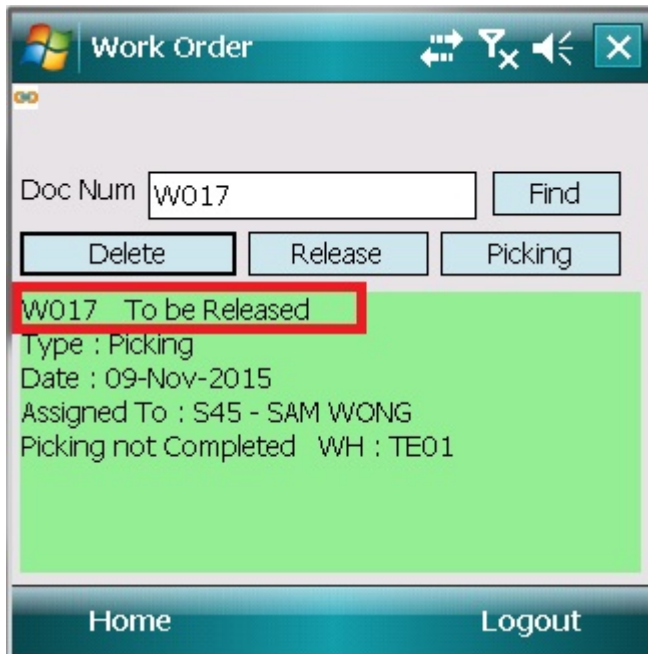 Work Order
Doc Num W017 Find
Delete Release Picking
W017 To be Released
Type : Picking
Date : 09-Nov-2015
Assigned To : S45 - SAM WONG
Picking not Completed WH : TE01
Home Logout